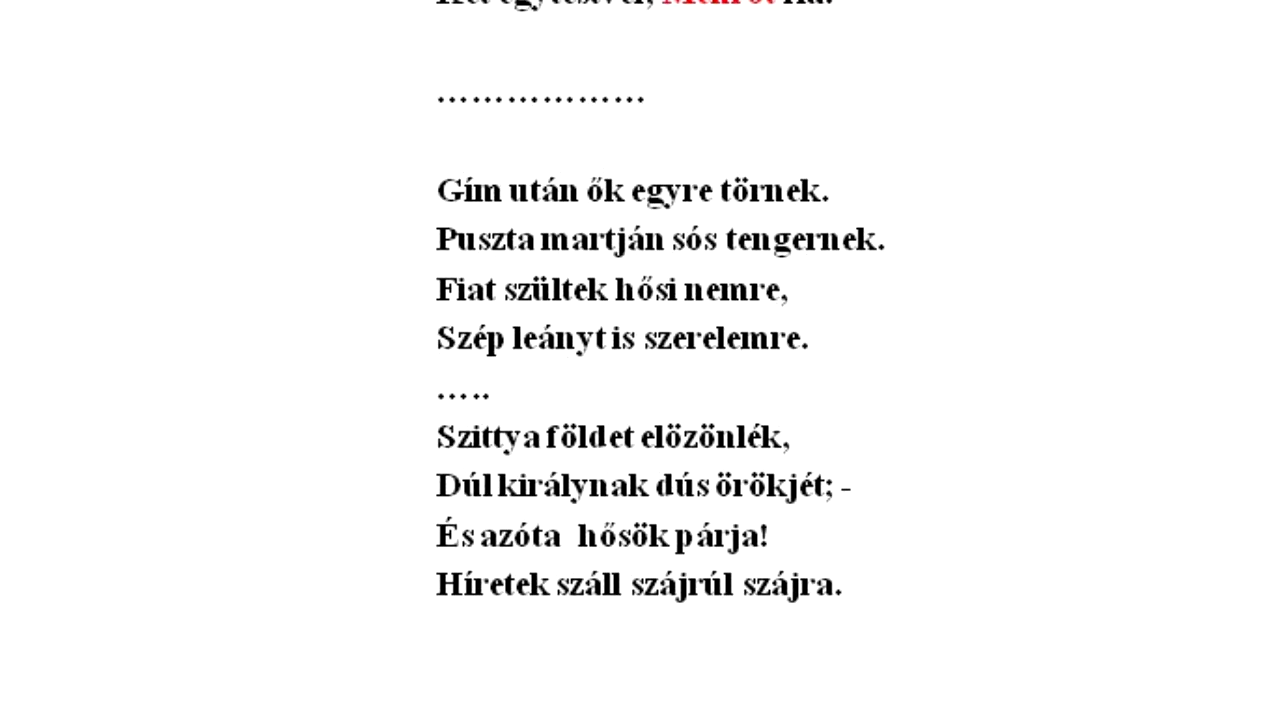 ………………
Gím után ők egyre törnek.
Puszta martján sós tengernek.
Fiat szültek hősi nemre,
Szép leányt is szerelemre.
…..
Szittya földet elözönlék,
Dúl királynak dús örökjét; -
És azóta hősök párja!
Híretek száll szájrúl szájra.